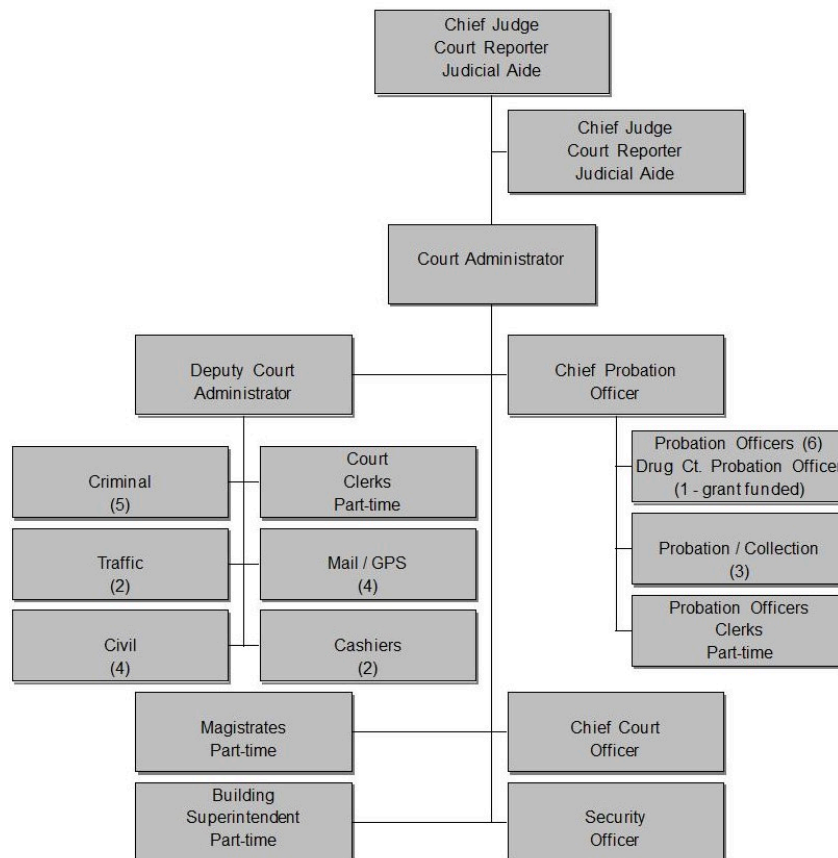 Chief Judge
Court Reporter
Judicial Aide
Chief Judge
Court Reporter
Judicial Aide
Court Administrator
Deputy Court
Administrator
Chief Probation
Officer
Criminal
(5)
Court
Clerks
Part-time
Probation Officers (6)
Drug Ct. Probation Officer
(1 - grant funded)
Traffic
(2)
Mail / GPS
(4)
Probation / Collection
(3)
Civil
(4)
Cashiers
(2)
Probation Officers
Clerks
Part-time
Magistrates
Part-time
Chief Court
Officer
Building
Superintendent
Part-time
Security
Officer